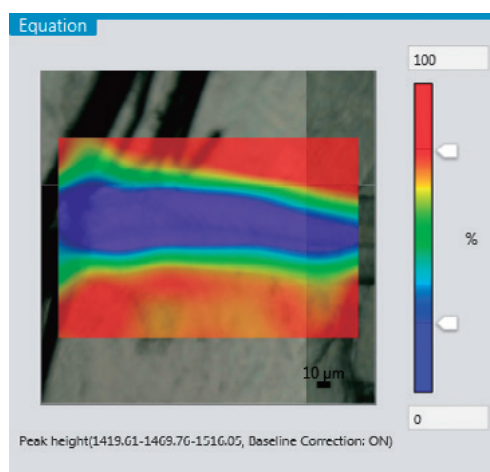 Equation
100
%
10 µm
0
Peak height(1419.61-1469.76-1516.05, Baseline Correction: ON)